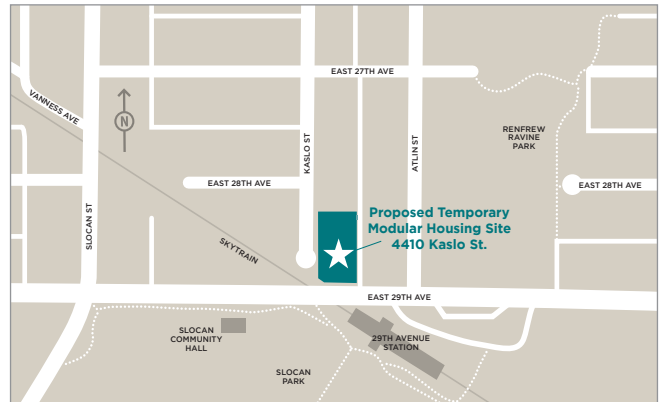 EAST 27TH AVE
VANNESS AVE
N
RENFREW
RAVINE
PARK
KASLO ST
ATLIN ST
EAST 28TH AVE
EAST 28TH AVE
SLOCAN ST
Proposed Temporary
Modular Housing Site
4410 Kaslo St.
SKYTRAIN
EAST 29TH AVE
SLOCAN
COMMUNITY
HALL
29TH AVENUE
STATION
SLOCAN
PARK